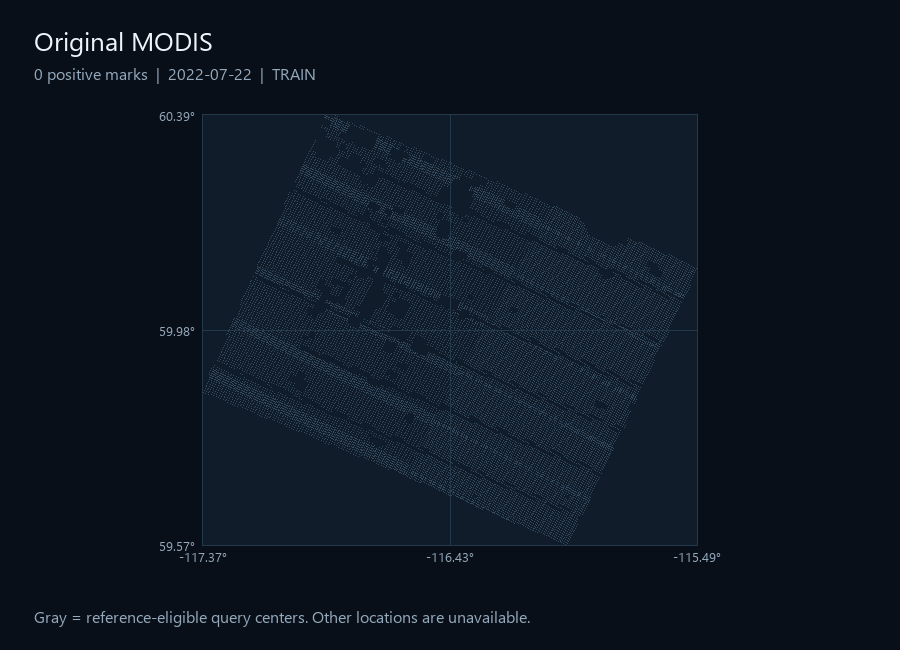 Original MODIS
0 positive marks | 2022-07-22 | TRAIN
60.39°
59.98°
59.57°
-117.37°
-116.43°
-115.49°
Gray = reference-eligible query centers. Other locations are unavailable.